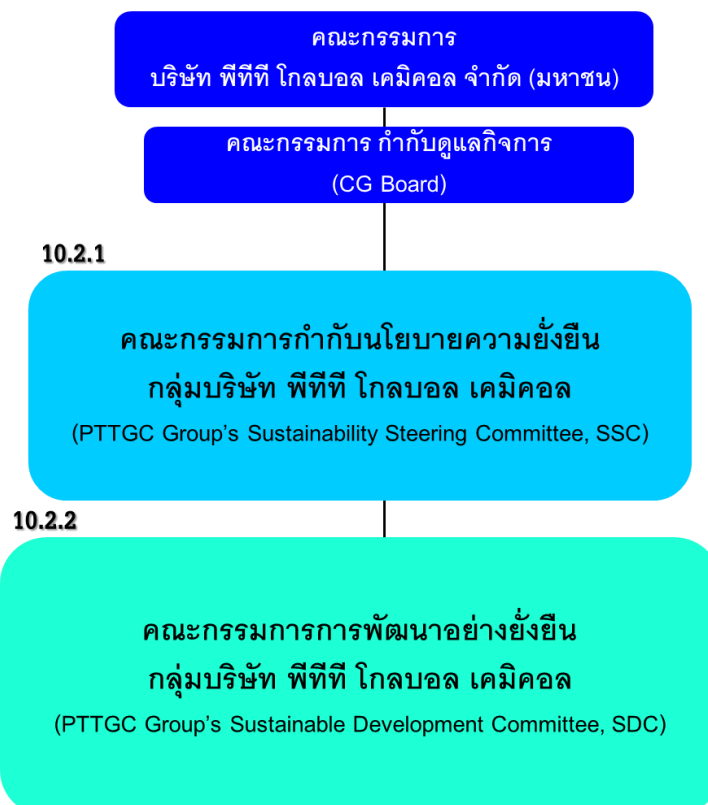 คณะกรรมการ
บริษัท พีทีที โกลบอล เคมิคอล จำกัด (มหาชน)
คณะกรรมการ กำกับดูแลกิจการ
(CG Board)
10.2.1
คณะกรรมการกำกับนโยบายความยั่งยืน
กลุ่มบริษัท พีทีที โกลบอล เคมิคอล
(PTTGC Group's Sustainability Steering Committee, SSC)
10.2.2
คณะกรรมการการพัฒนาอย่างยั่งยืน
กลุ่มบริษัท พีทีที โกลบอล เคมิคอล
(PTTGC Group's Sustainable Development Committee, SDC)